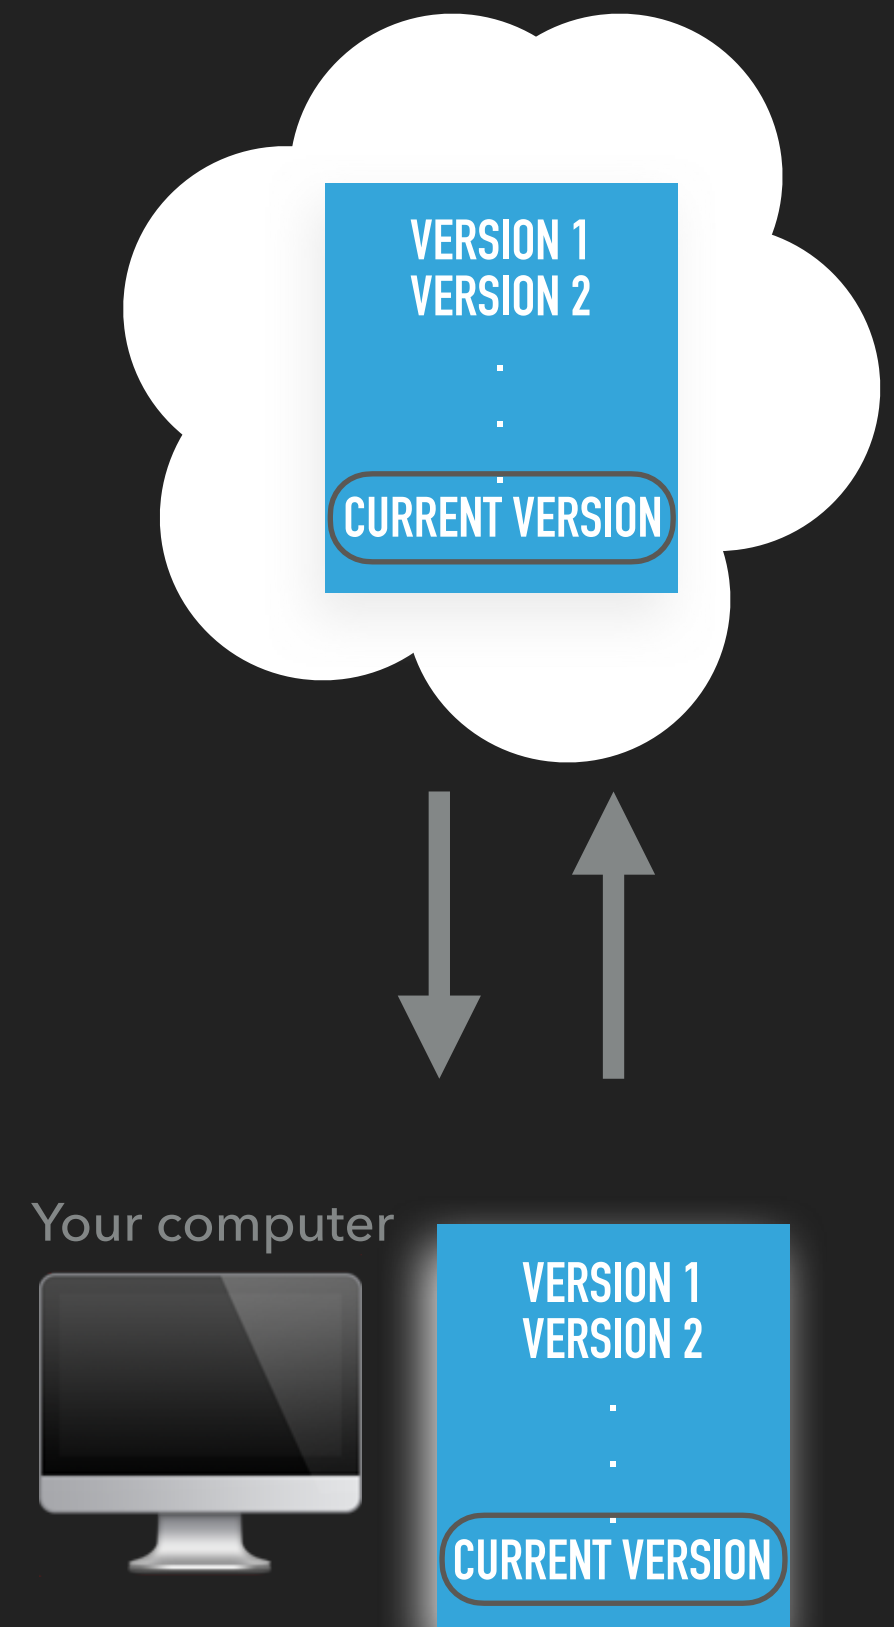 VERSION 1
VERSION 2
.
.
.
CURRENT VERSION
Your computer
VERSION 1
VERSION 2
.
.
.
CURRENT VERSION